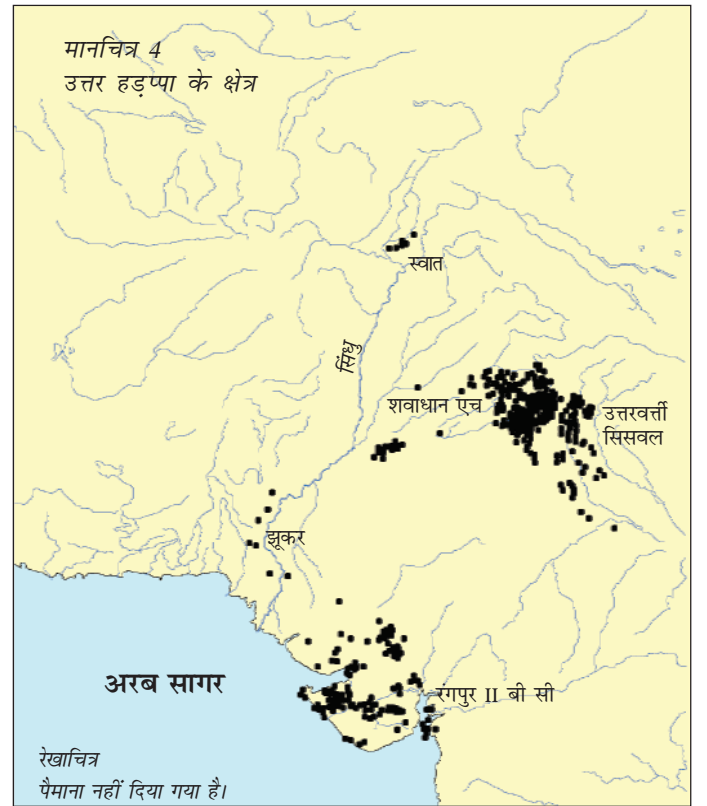 मानचित्र 4
उत्तर हड़प्पा के क्षेत्र
स्वात
सिंधु
शवाधान एच
उत्तरवर्त्ती
सिसवल
झूकर
अरब सागर
रंगपुर II बी सी
रेखाचित्र
पैमाना नहीं दिया गया है।